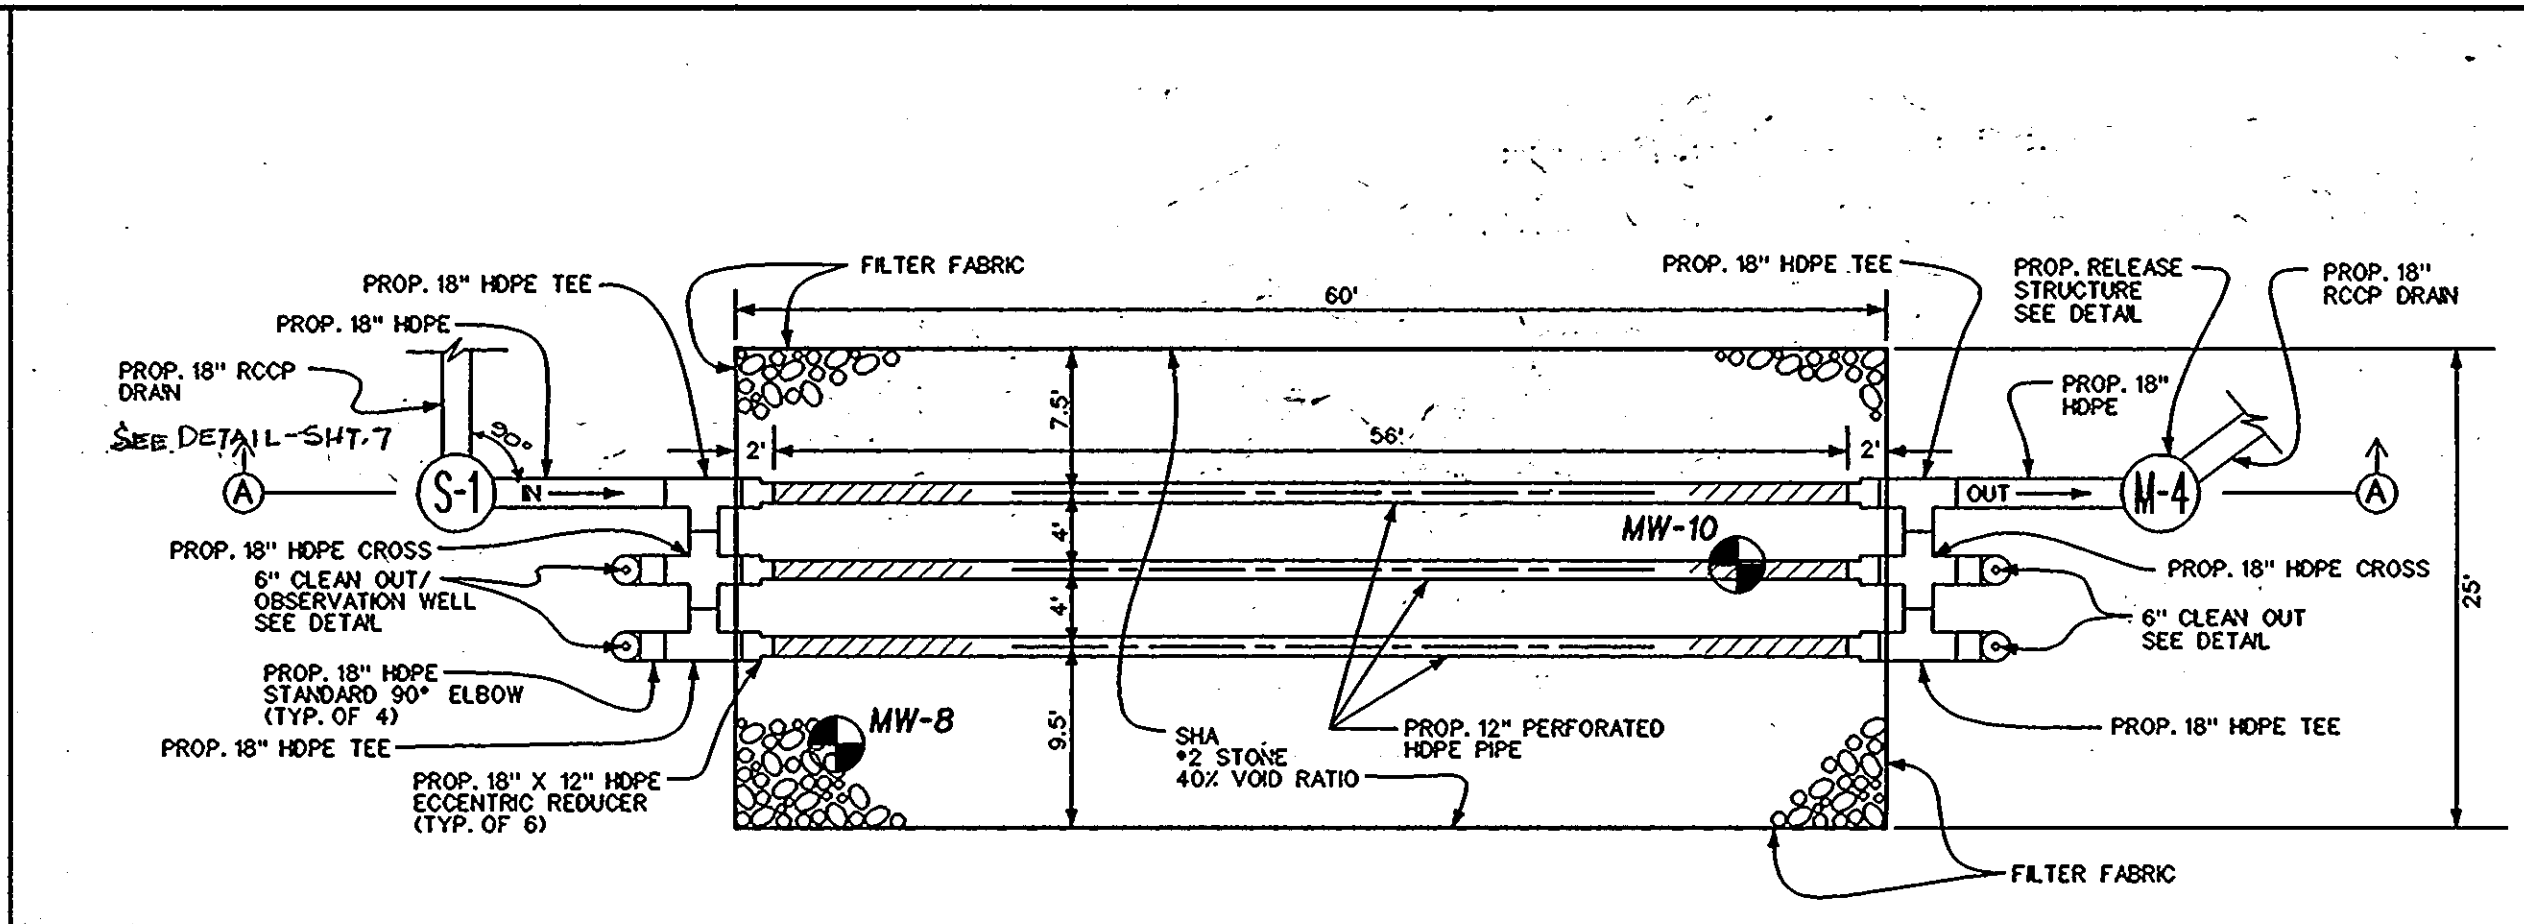 FILTER FABRIC
PROP. 18" HDPE TEE
PROP. 18" HDPE TEE
PROP. RELEASE
STRUCTURE
SEE DETAIL
PROP. 18"
RCCP DRAIN
60'
PROP. 18" HDPE
PROP. 18" RCCP
DRAIN
SEE DETAIL-SHT.7
90°
7.5'
2'
56'
2'
PROP. 18"
HDPE
A
S-1
IN
OUT
M-4
A
4'
MW-10
PROP. 18" HDPE CROSS
6" CLEAN OUT/
OBSERVATION WELL
SEE DETAIL
PROP. 18" HDPE CROSS
4'
25'
6" CLEAN OUT
SEE DETAIL
PROP. 18" HDPE
STANDARD 90° ELBOW
(TYP. OF 4)
PROP. 18" HDPE TEE
PROP. 18" X 12" HDPE
ECCENTRIC REDUCER
(TYP. OF 6)
MW-8
9.5'
SHA
#2 STONE
40% VOID RATIO
PROP. 12" PERFORATED
HDPE PIPE
PROP. 18" HDPE TEE
FILTER FABRIC